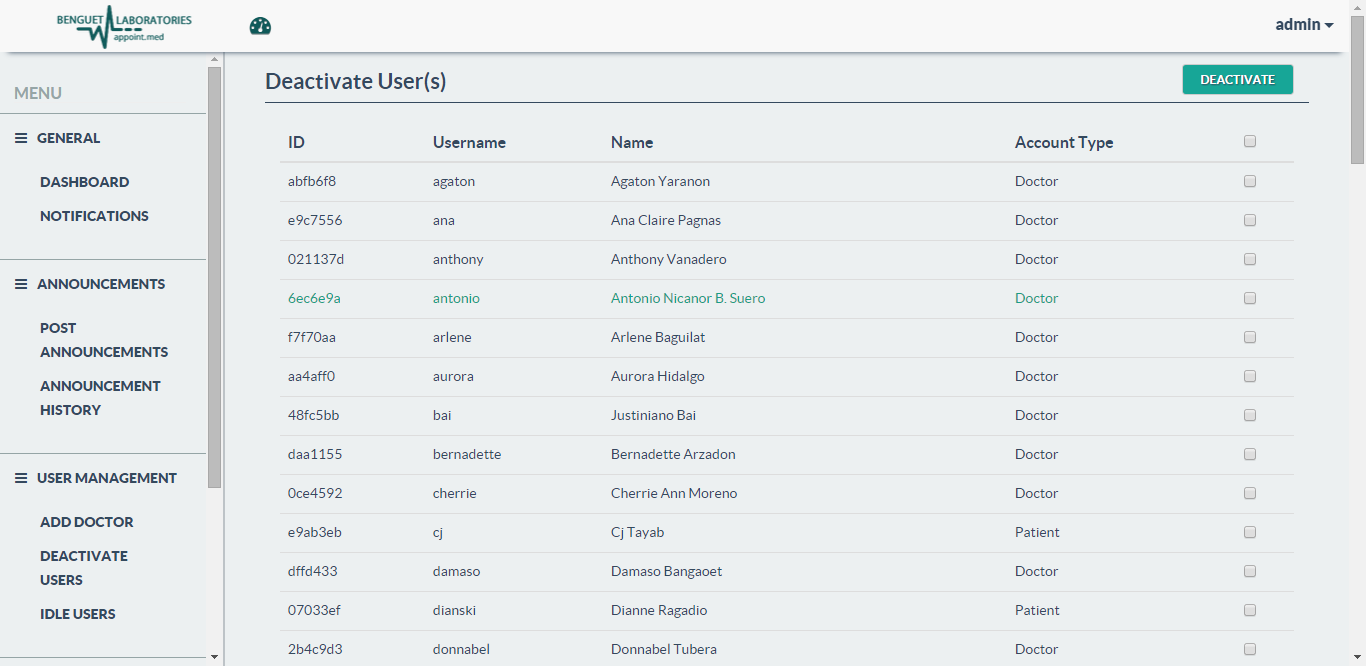 BENGUET LABORATORIES
appoint.med
admin
MENU
GENERAL
DASHBOARD
NOTIFICATIONS
ANNOUNCEMENTS
POST
ANNOUNCEMENTS
ANNOUNCEMENT
HISTORY
USER MANAGEMENT
ADD DOCTOR
DEACTIVATE
USERS
IDLE USERS
Deactivate User(s) DEACTIVATE
ID Username Name Account Type
abfb6f8 agaton Agaton Yaranon Doctor
e9c7556 ana Ana Claire Pagnas Doctor
021137d anthony Anthony Vanadero Doctor
6ec6e9a antonio Antonio Nicanor B. Suero Doctor
f7f70aa arlene Arlene Baguilat Doctor
aa4aff0 aurora Aurora Hidalgo Doctor
48fc5bb bai Justiniano Bai Doctor
daa1155 bernadette Bernadette Arzadon Doctor
0ce4592 cherrie Cherrie Ann Moreno Doctor
e9ab3eb cj Cj Tayab Patient
dffd433 damaso Damaso Bangaoet Doctor
07033ef dianski Dianne Ragadio Patient
2b4c9d3 donnabel Donnabel Tubera Doctor